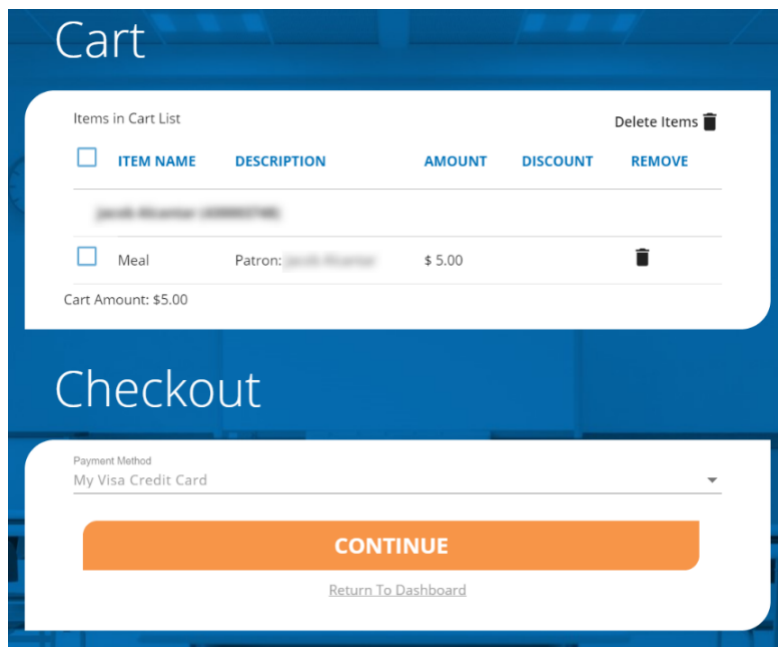 Cart
Items in Cart List
Delete Items
ITEM NAME DESCRIPTION AMOUNT DISCOUNT REMOVE
Meal Patron: $ 5.00
Cart Amount: $5.00
Checkout
Payment Method
My Visa Credit Card
CONTINUE
Return To Dashboard